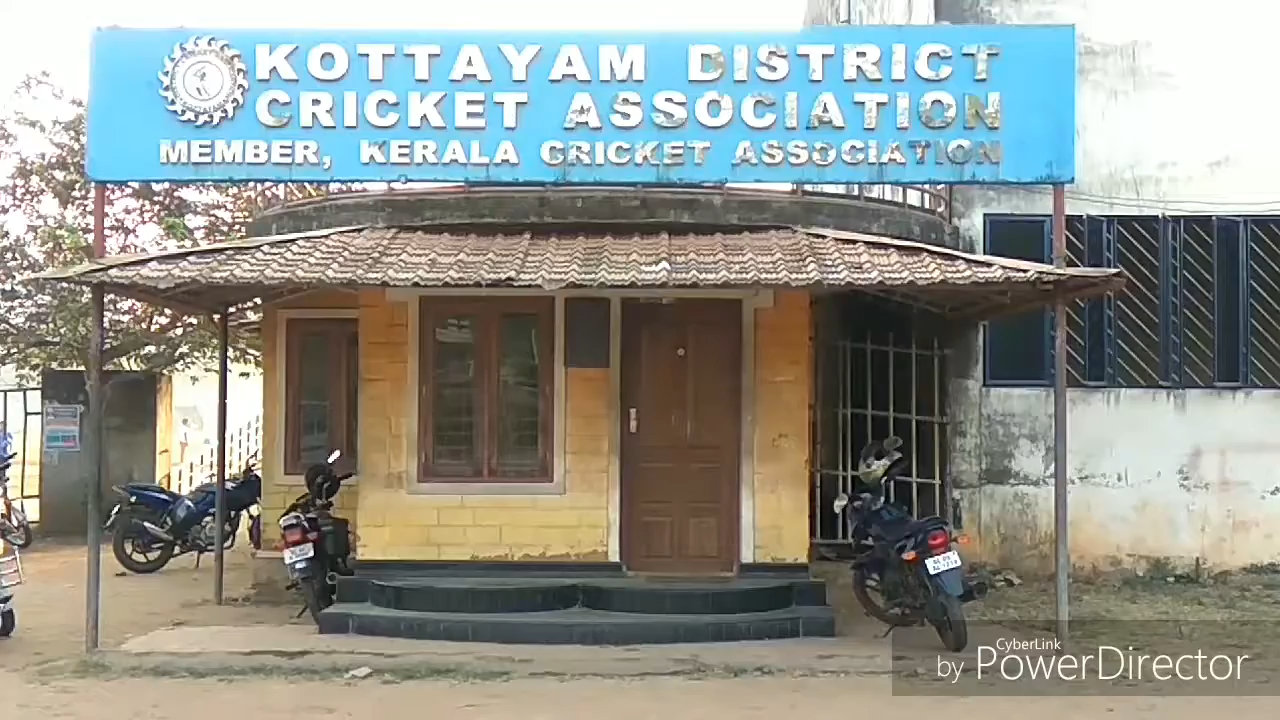 KOTTAYAM DISTRICT
CRICKET ASSOCIATION
MEMBER, KERALA CRICKET ASSOCIATION
CyberLink
by PowerDirector